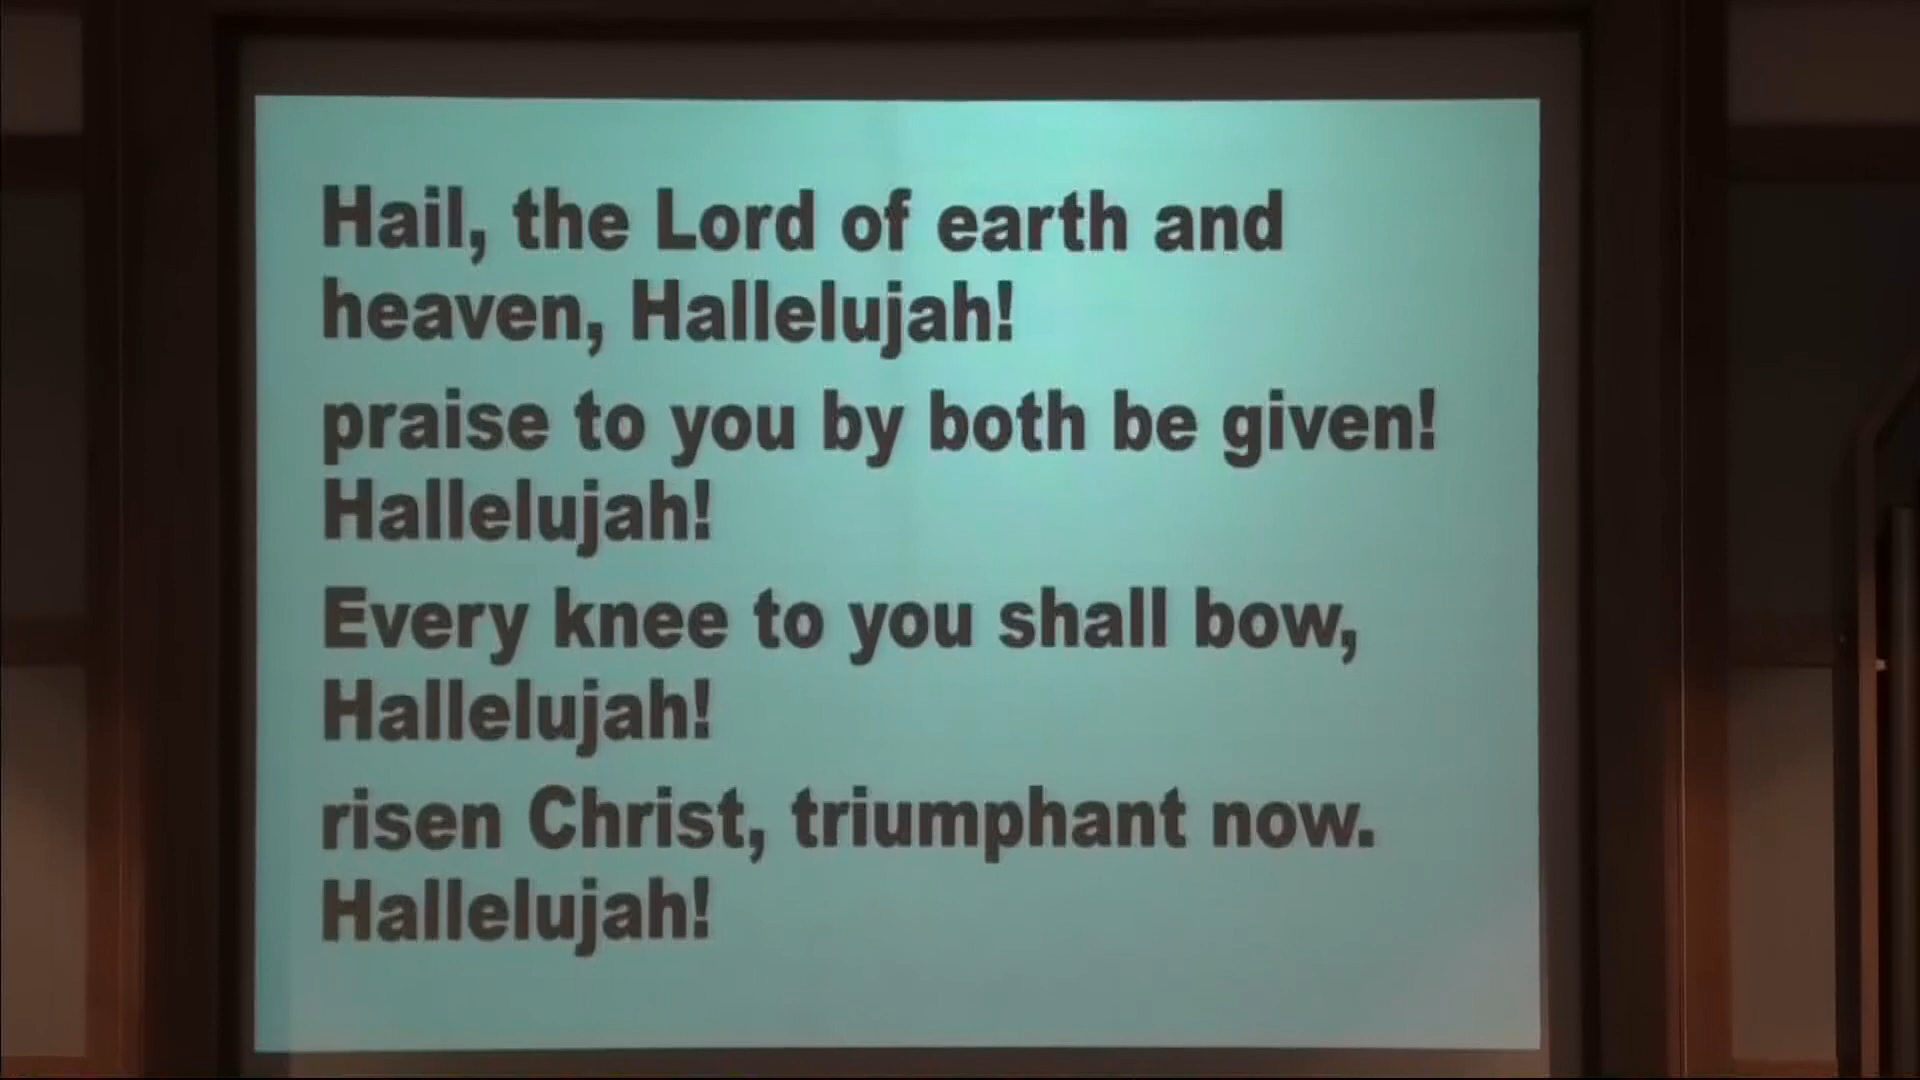 Hail, the Lord of earth and
heaven, Hallelujah!
praise to you by both be given!
Hallelujah!
Every knee to you shall bow,
Hallelujah!
risen Christ, triumphant now.
Hallelujah!